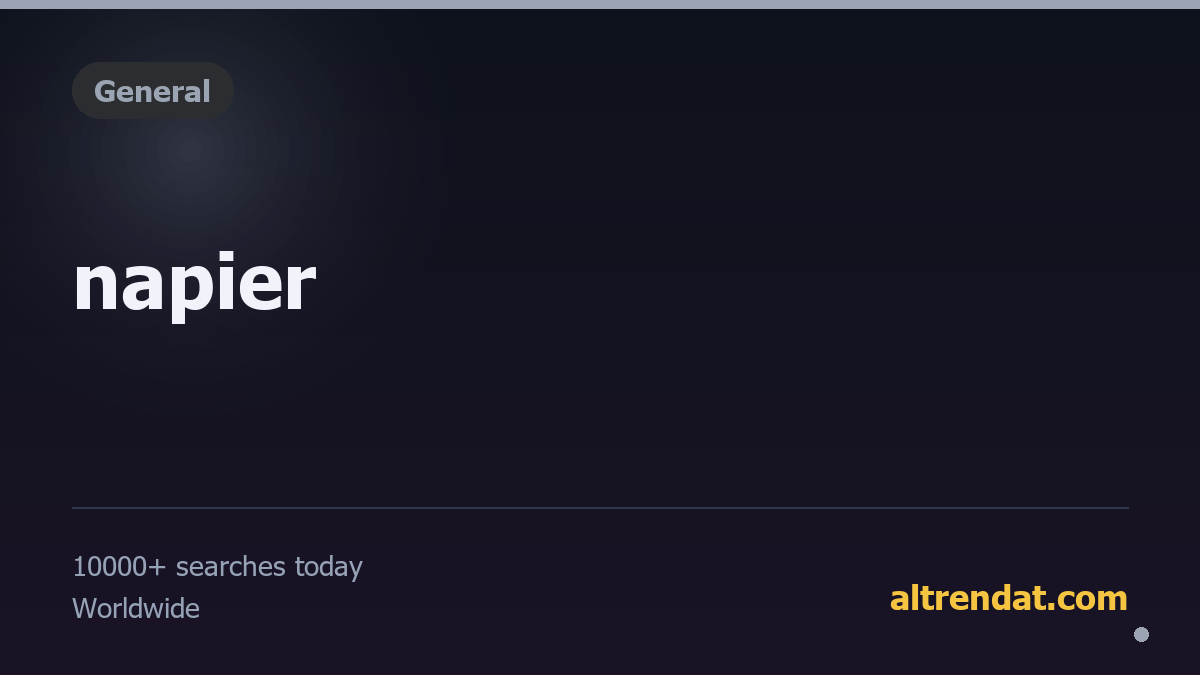 General
napier
10000+ searches today
Worldwide
altrendat.com